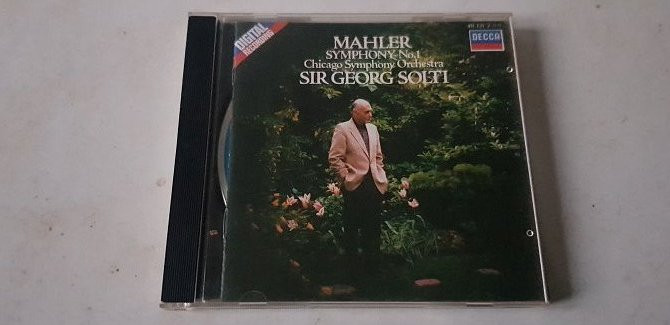 DIGITAL
RECORDING
MAHLER
SYMPHONY No. 1
Chicago Symphony Orchestra
SIR GEORG SOLTI
DECCA